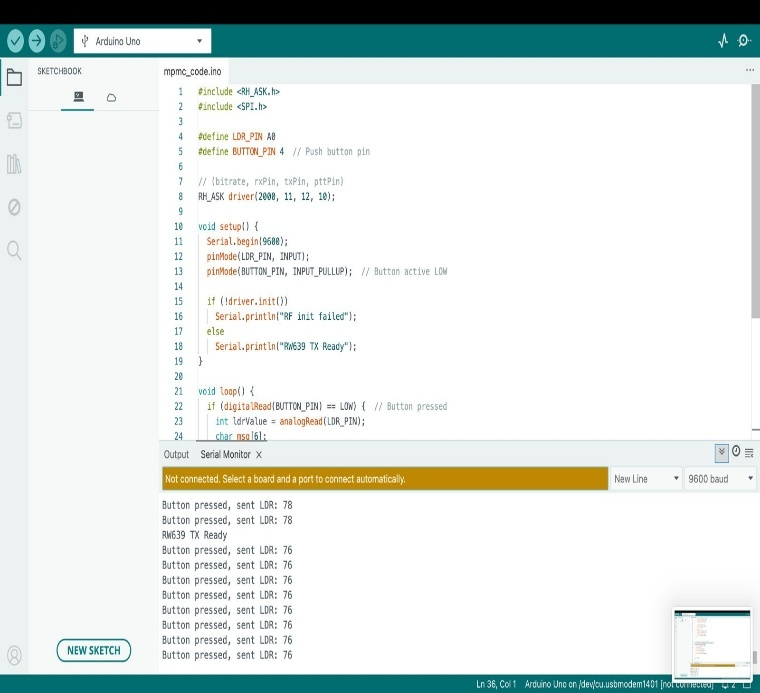 Arduino Uno
SKETCHBOOK
mpmc_code.ino
1 #include <RH_ASK.h>
2 #include <SPI.h>
3
4 #define LDR_PIN A0
5 #define BUTTON_PIN 4 // Push button pin
6
7 // (bitrate, rxPin, txPin, pttPin)
8 RH_ASK driver(2000, 11, 12, 10);
9
10 void setup() {
11 Serial.begin(9600);
12 pinMode(LDR_PIN, INPUT);
13 pinMode(BUTTON_PIN, INPUT_PULLUP); // Button active LOW
14
15 if (!driver.init())
16 Serial.println("RF init failed");
17 else
18 Serial.println("RW639 TX Ready");
19 }
20
21 void loop() {
22 if (digitalRead(BUTTON_PIN) == LOW) { // Button pressed
23 int ldrValue = analogRead(LDR_PIN);
24 char msg[6];
Output Serial Monitor X
Not connected. Select a board and a port to connect automatically.
New Line
9600 baud
Button pressed, sent LDR: 78
Button pressed, sent LDR: 78
RW639 TX Ready
Button pressed, sent LDR: 76
Button pressed, sent LDR: 76
Button pressed, sent LDR: 76
Button pressed, sent LDR: 76
Button pressed, sent LDR: 76
Button pressed, sent LDR: 76
Button pressed, sent LDR: 76
Button pressed, sent LDR: 76
NEW SKETCH
Ln 36, Col 1 Arduino Uno on /dev/cu.usbmodem1401 [not connected] 2